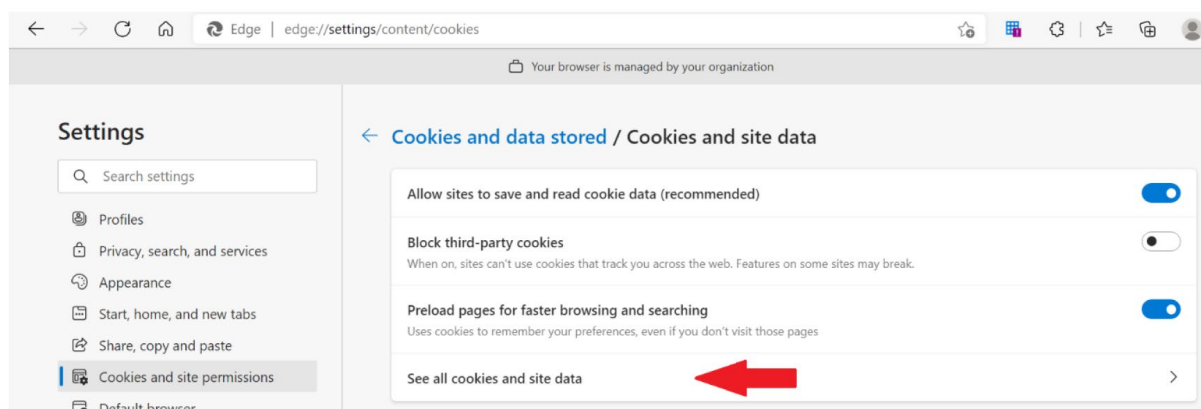 Edge | edge://settings/content/cookies
Your browser is managed by your organization
Settings
Search settings
Profiles
Privacy, search, and services
Appearance
Start, home, and new tabs
Share, copy and paste
Cookies and site permissions
Default browser
Cookies and data stored / Cookies and site data
Allow sites to save and read cookie data (recommended)
Block third-party cookies
When on, sites can't use cookies that track you across the web. Features on some sites may break.
Preload pages for faster browsing and searching
Uses cookies to remember your preferences, even if you don't visit those pages
See all cookies and site data